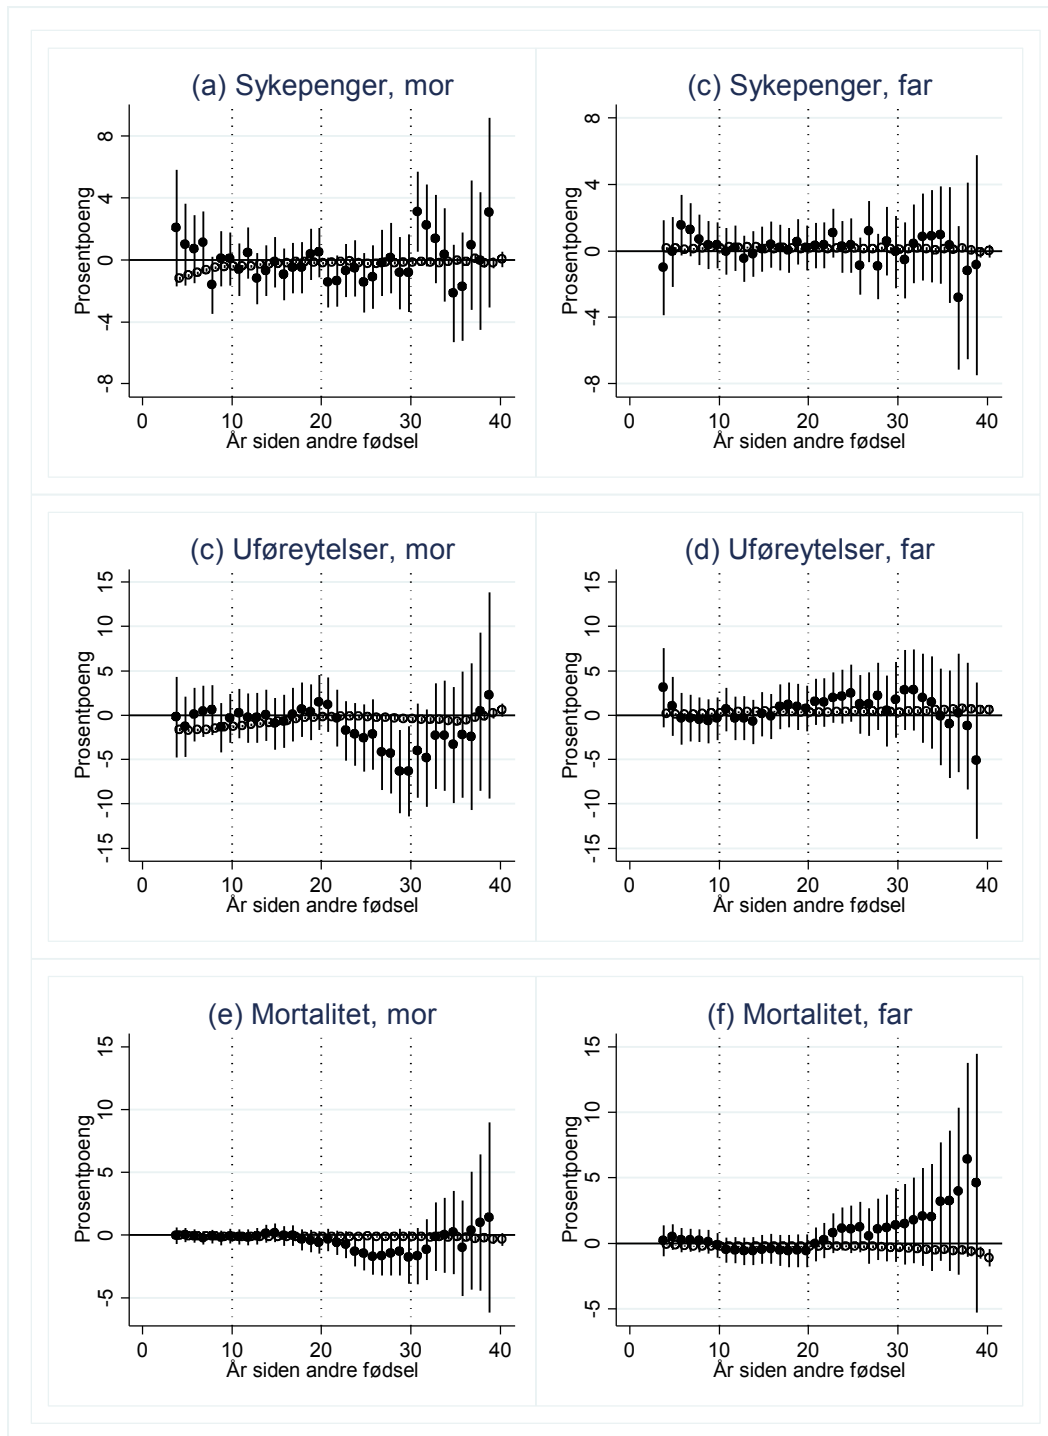 (a) Sykepenger, mor
Prosentpoeng
8
4
0
-4
-8
0 10 20 30 40
År siden andre fødsel
(c) Sykepenger, far
Prosentpoeng
8
4
0
-4
-8
0 10 20 30 40
År siden andre fødsel
(c) Uføreytelser, mor
Prosentpoeng
15
10
5
0
-5
-10
-15
0 10 20 30 40
År siden andre fødsel
(d) Uføreytelser, far
Prosentpoeng
15
10
5
0
-5
-10
-15
0 10 20 30 40
År siden andre fødsel
(e) Mortalitet, mor
Prosentpoeng
15
10
5
0
-5
0 10 20 30 40
År siden andre fødsel
(f) Mortalitet, far
Prosentpoeng
15
10
5
0
-5
0 10 20 30 40
År siden andre fødsel